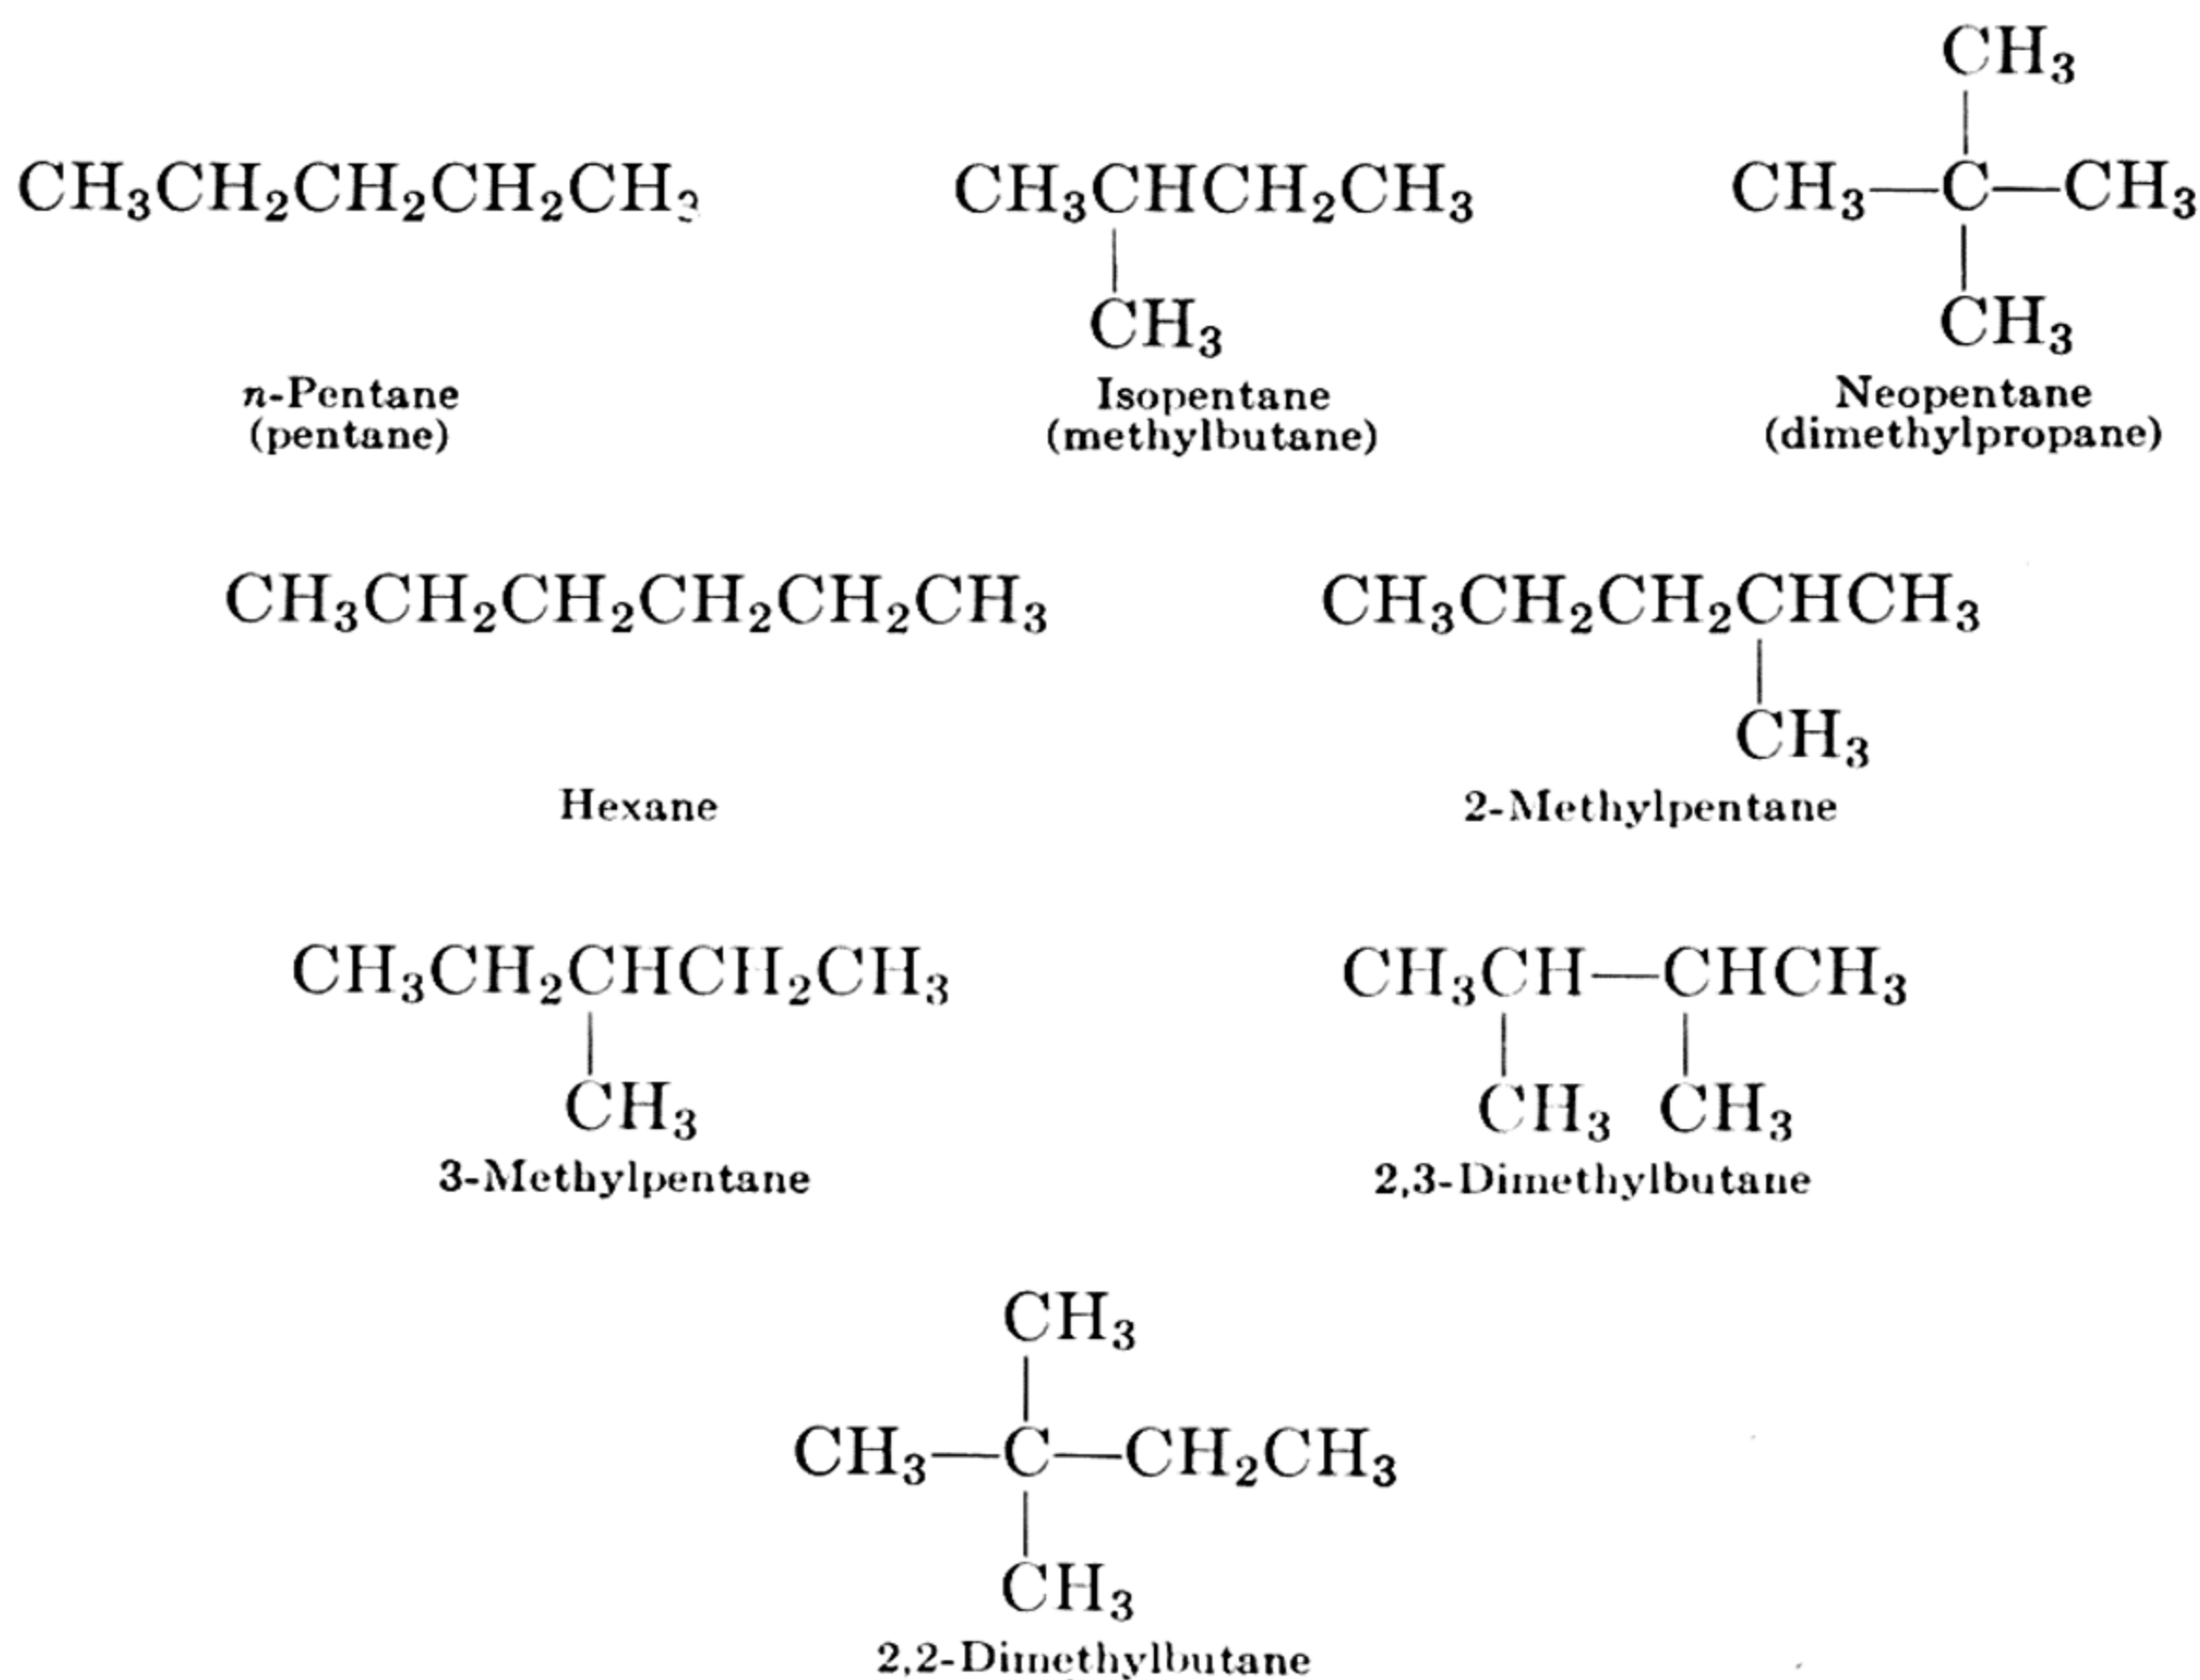 CH₃
CH₃CH₂CH₂CH₂CH₃ CH₃CHCH₂CH₃ CH₃—C—CH₃
CH₃ CH₃
n-Pentane Isopentane Neopentane
(pentane) (methylbutane) (dimethylpropane)
CH₃CH₂CH₂CH₂CH₂CH₃ CH₃CH₂CH₂CHCH₃
CH₃
Hexane 2-Methylpentane
CH₃CH₂CHCH₂CH₃ CH₃CH—CHCH₃
CH₃ CH₃ CH₃
3-Methylpentane 2,3-Dimethylbutane
CH₃
CH₃—C—CH₂CH₃
CH₃
2,2-Dimethylbutane